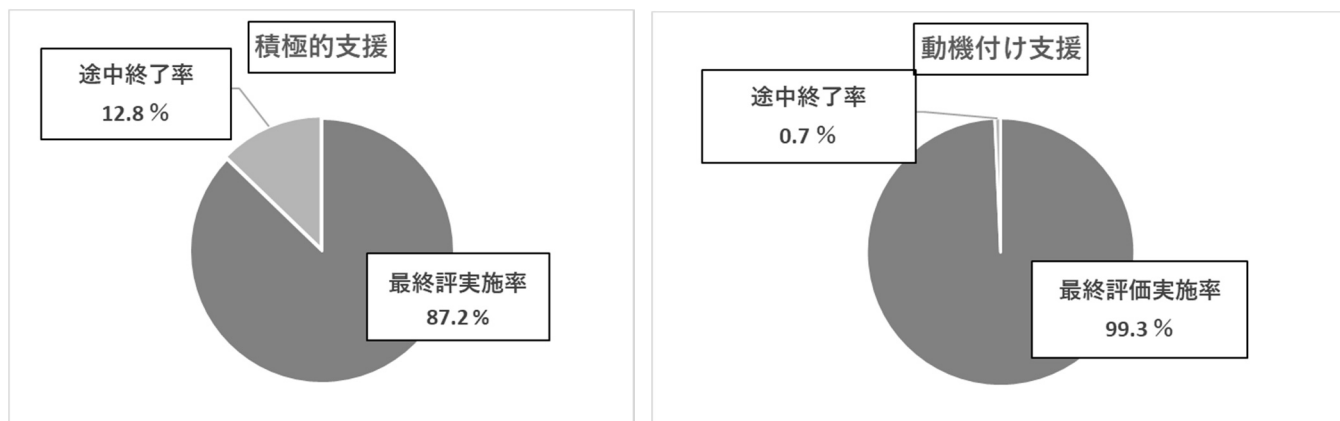 積極的支援
途中終了率
12.8 %
最終評実施率
87.2 %
動機付け支援
途中終了率
0.7 %
最終評価実施率
99.3 %